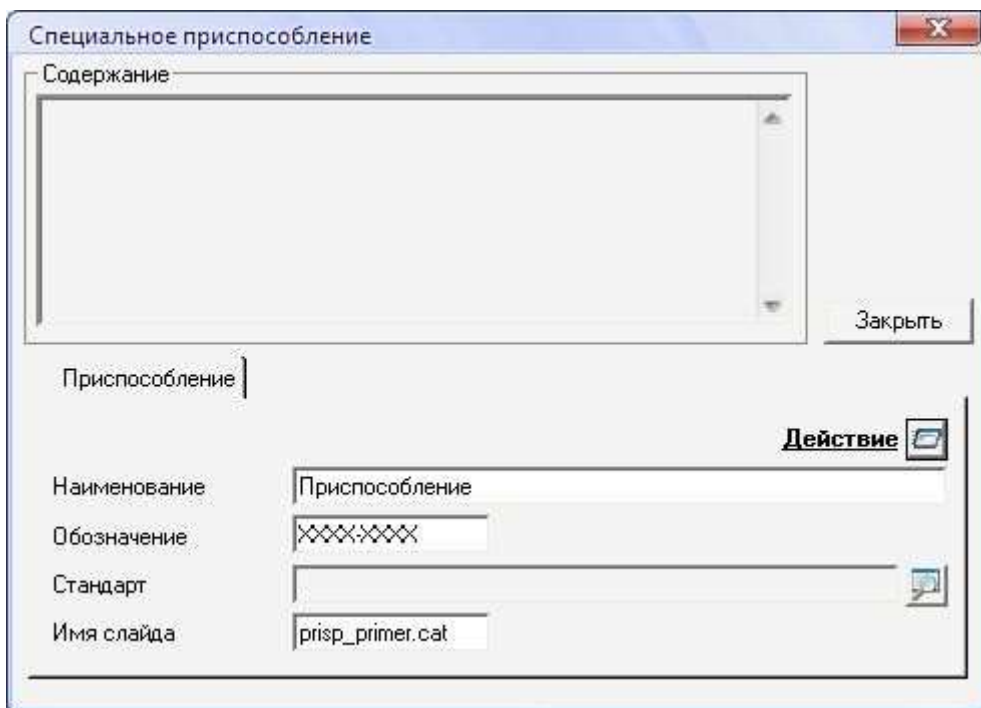 Специальное приспособление
Содержание
Закрыть
Приспособление
Действие
Наименование Приспособление
Обозначение XXXX-XXXX
Стандарт
Имя слайда prisp_primer.cat